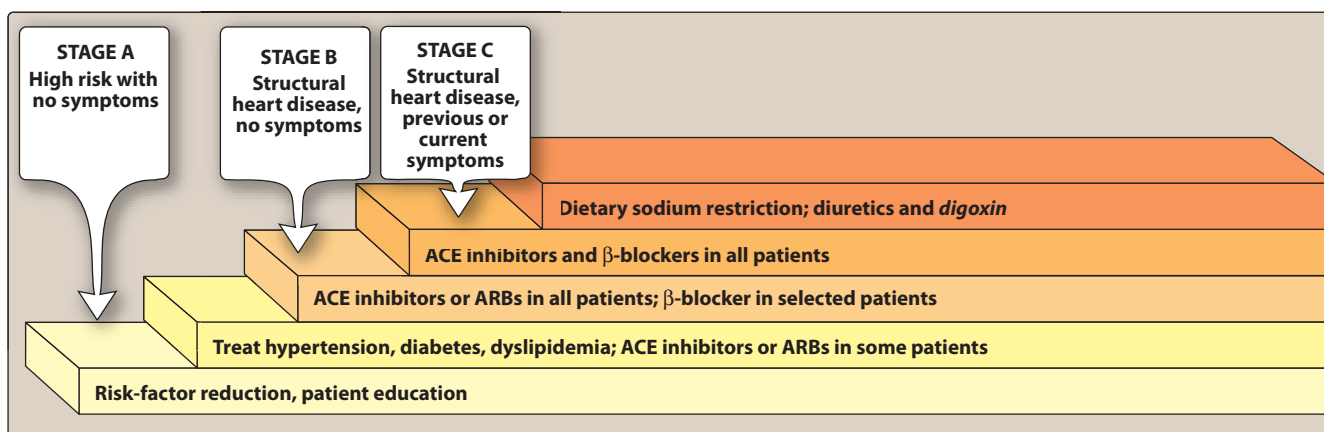 STAGE A
High risk with
no symptoms
STAGE B
Structural
heart disease,
no symptoms
STAGE C
Structural
heart disease,
previous or
current
symptoms
Dietary sodium restriction; diuretics and digoxin
ACE inhibitors and β-blockers in all patients
ACE inhibitors or ARBs in all patients; β-blocker in selected patients
Treat hypertension, diabetes, dyslipidemia; ACE inhibitors or ARBs in some patients
Risk-factor reduction, patient education